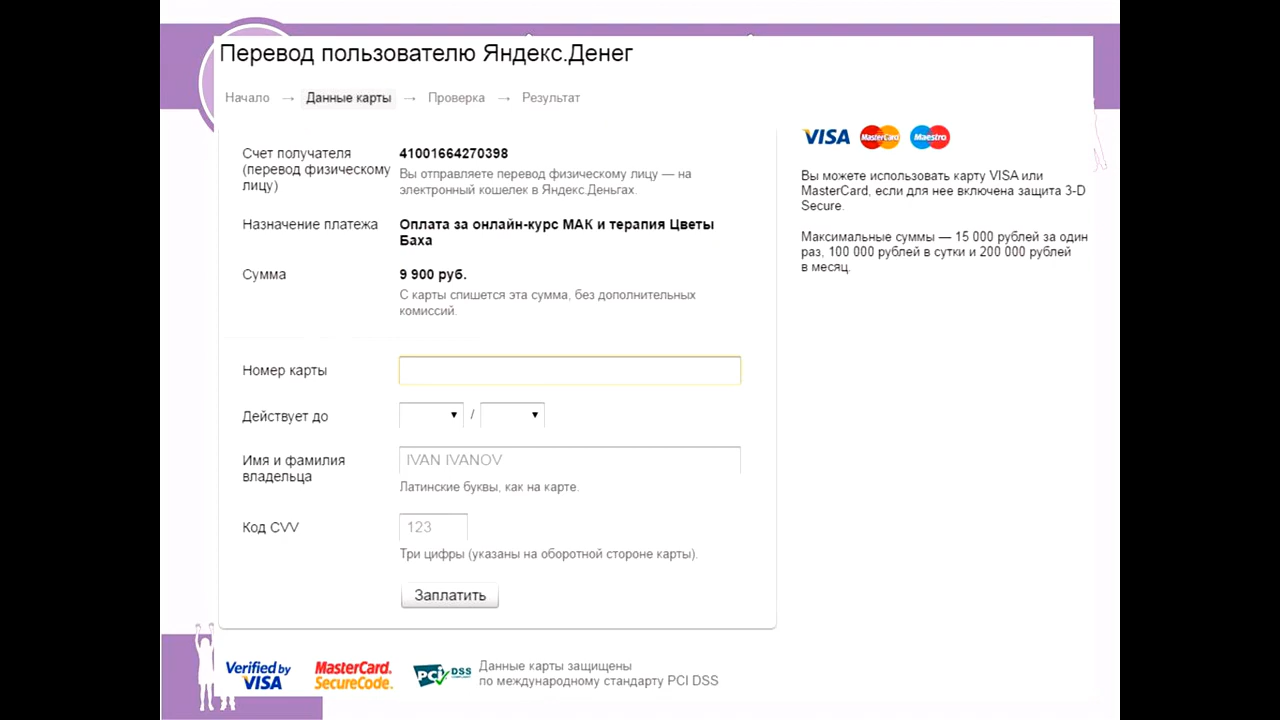 Перевод пользователю Яндекс.Денег
Начало → Данные карты → Проверка → Результат
VISA MasterCard Maestro
Счет получателя
(перевод физическому
лицу)
41001664270398
Вы отправляете перевод физическому лицу — на
электронный кошелек в Яндекс.Деньгах.
Назначение платежа
Оплата за онлайн-курс МАК и терапия Цветы
Баха
Сумма
9 900 руб.
С карты спишется эта сумма, без дополнительных
комиссий.
Вы можете использовать карту VISA или
MasterCard, если для нее включена защита 3-D
Secure.
Максимальные суммы — 15 000 рублей за один
раз, 100 000 рублей в сутки и 200 000 рублей
в месяц.
Номер карты
Действует до
/
Имя и фамилия
владельца
IVAN IVANOV
Латинские буквы, как на карте.
Код CVV
123
Три цифры (указаны на оборотной стороне карты).
Заплатить
Verified by
VISA
MasterCard.
SecureCode.
PCI DSS
Данные карты защищены
по международному стандарту PCI DSS